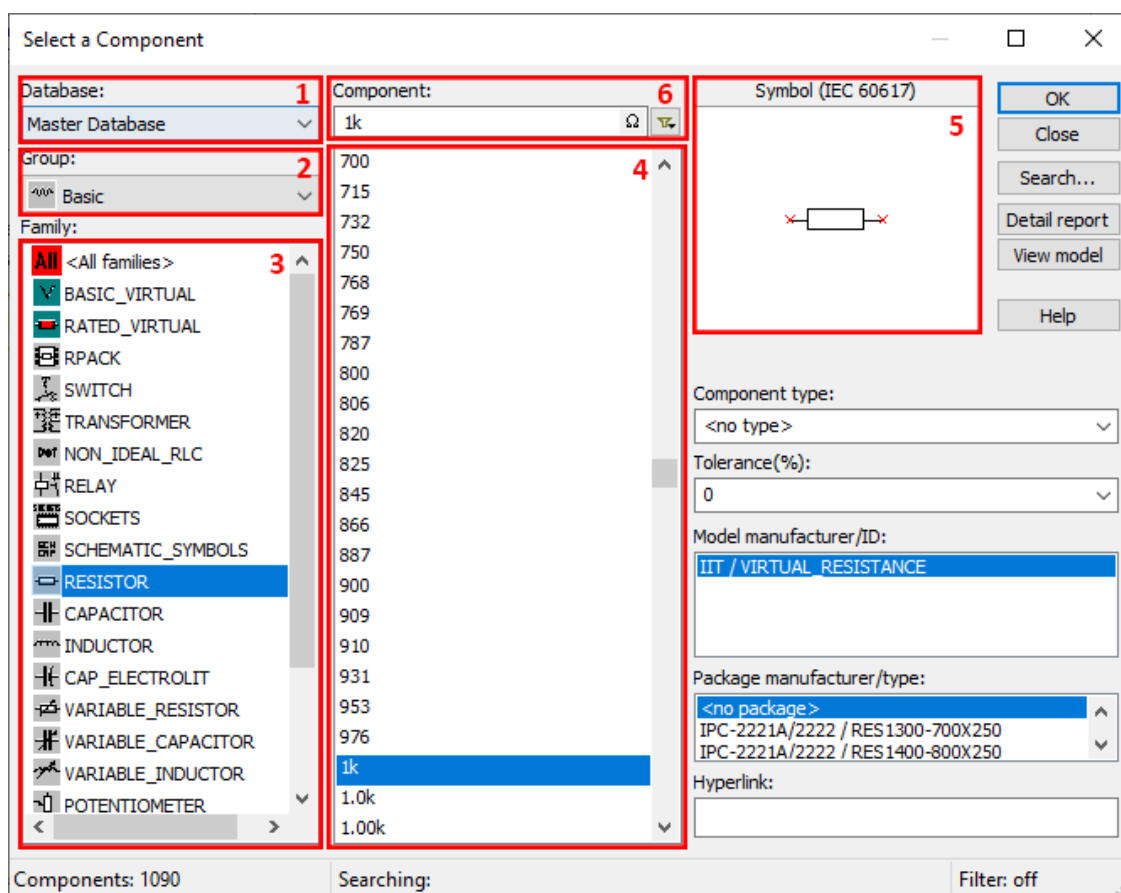 Select a Component
Database: 1
Master Database
Group: 2
Basic
Family:
3
All <All families>
BASIC_VIRTUAL
RATED_VIRTUAL
RPACK
SWITCH
TRANSFORMER
NON_IDEAL_RLC
RELAY
SOCKETS
SCHEMATIC_SYMBOLS
RESISTOR
CAPACITOR
INDUCTOR
CAP_ELECTROLIT
VARIABLE_RESISTOR
VARIABLE_CAPACITOR
VARIABLE_INDUCTOR
POTENTIOMETER
Component: 6
1k Ω
4
700
715
732
750
768
769
787
800
806
820
825
845
866
887
900
909
910
931
953
976
1k
1.0k
1.00k
Symbol (IEC 60617)
5
OK
Close
Search...
Detail report
View model
Help
Component type:
<no type>
Tolerance(%):
0
Model manufacturer/ID:
IIT / VIRTUAL_RESISTANCE
Package manufacturer/type:
<no package>
IPC-2221A/2222 / RES1300-700X250
IPC-2221A/2222 / RES1400-800X250
Hyperlink:
Components: 1090
Searching:
Filter: off